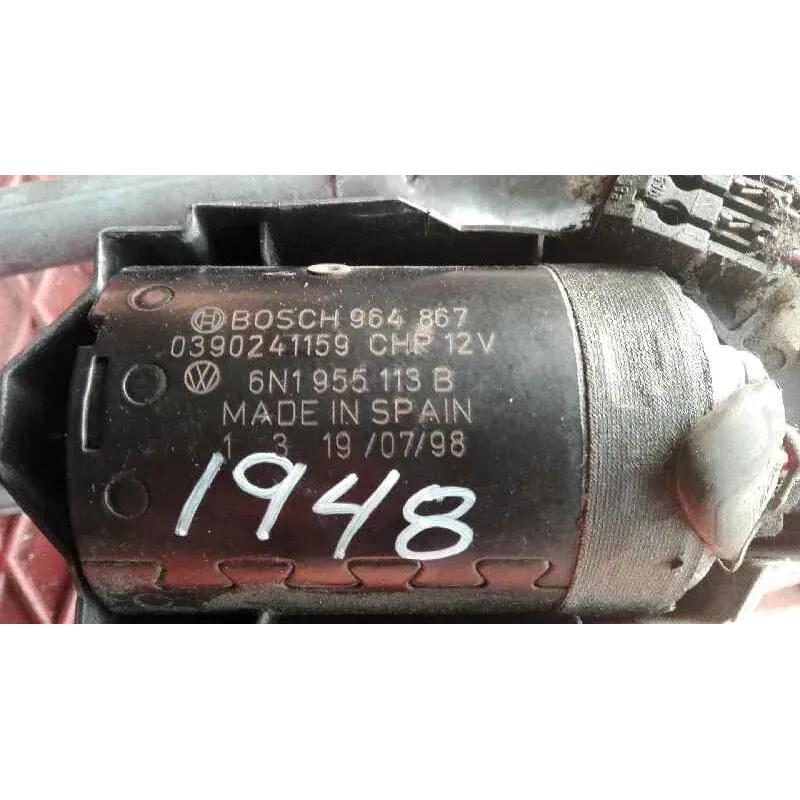 BOSCH 964 867
0390241159 CHP 12V
6N1 955 113 B
MADE IN SPAIN
1 3 19/07/98
1948